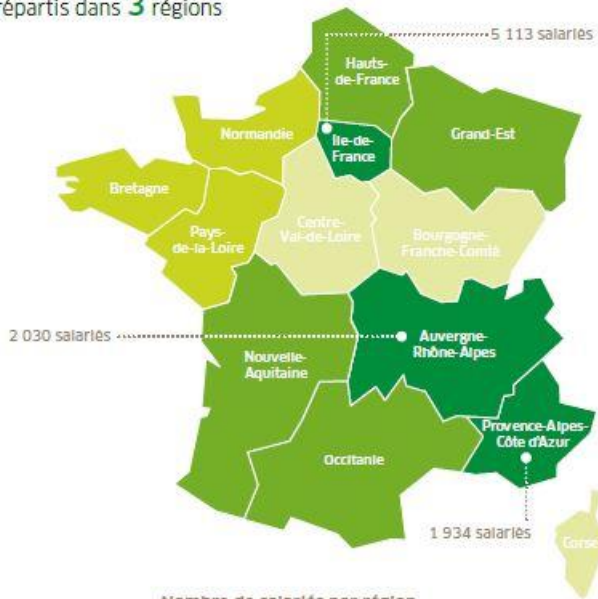 répartis dans 3 régions
5 113 salariés
Hauts-
de-France
Normandie
Île-de-
France
Grand-Est
Bretagne
Pays-
de-la-Loire
Centre-
Val-de-Loire
Bourgogne-
Franche-Comté
2 030 salariés
Auvergne-
Rhône-Alpes
Nouvelle-
Aquitaine
Provence-Alpes-
Côte d'Azur
Occitanie
1 934 salariés
Corse
Nombre de salariés par région